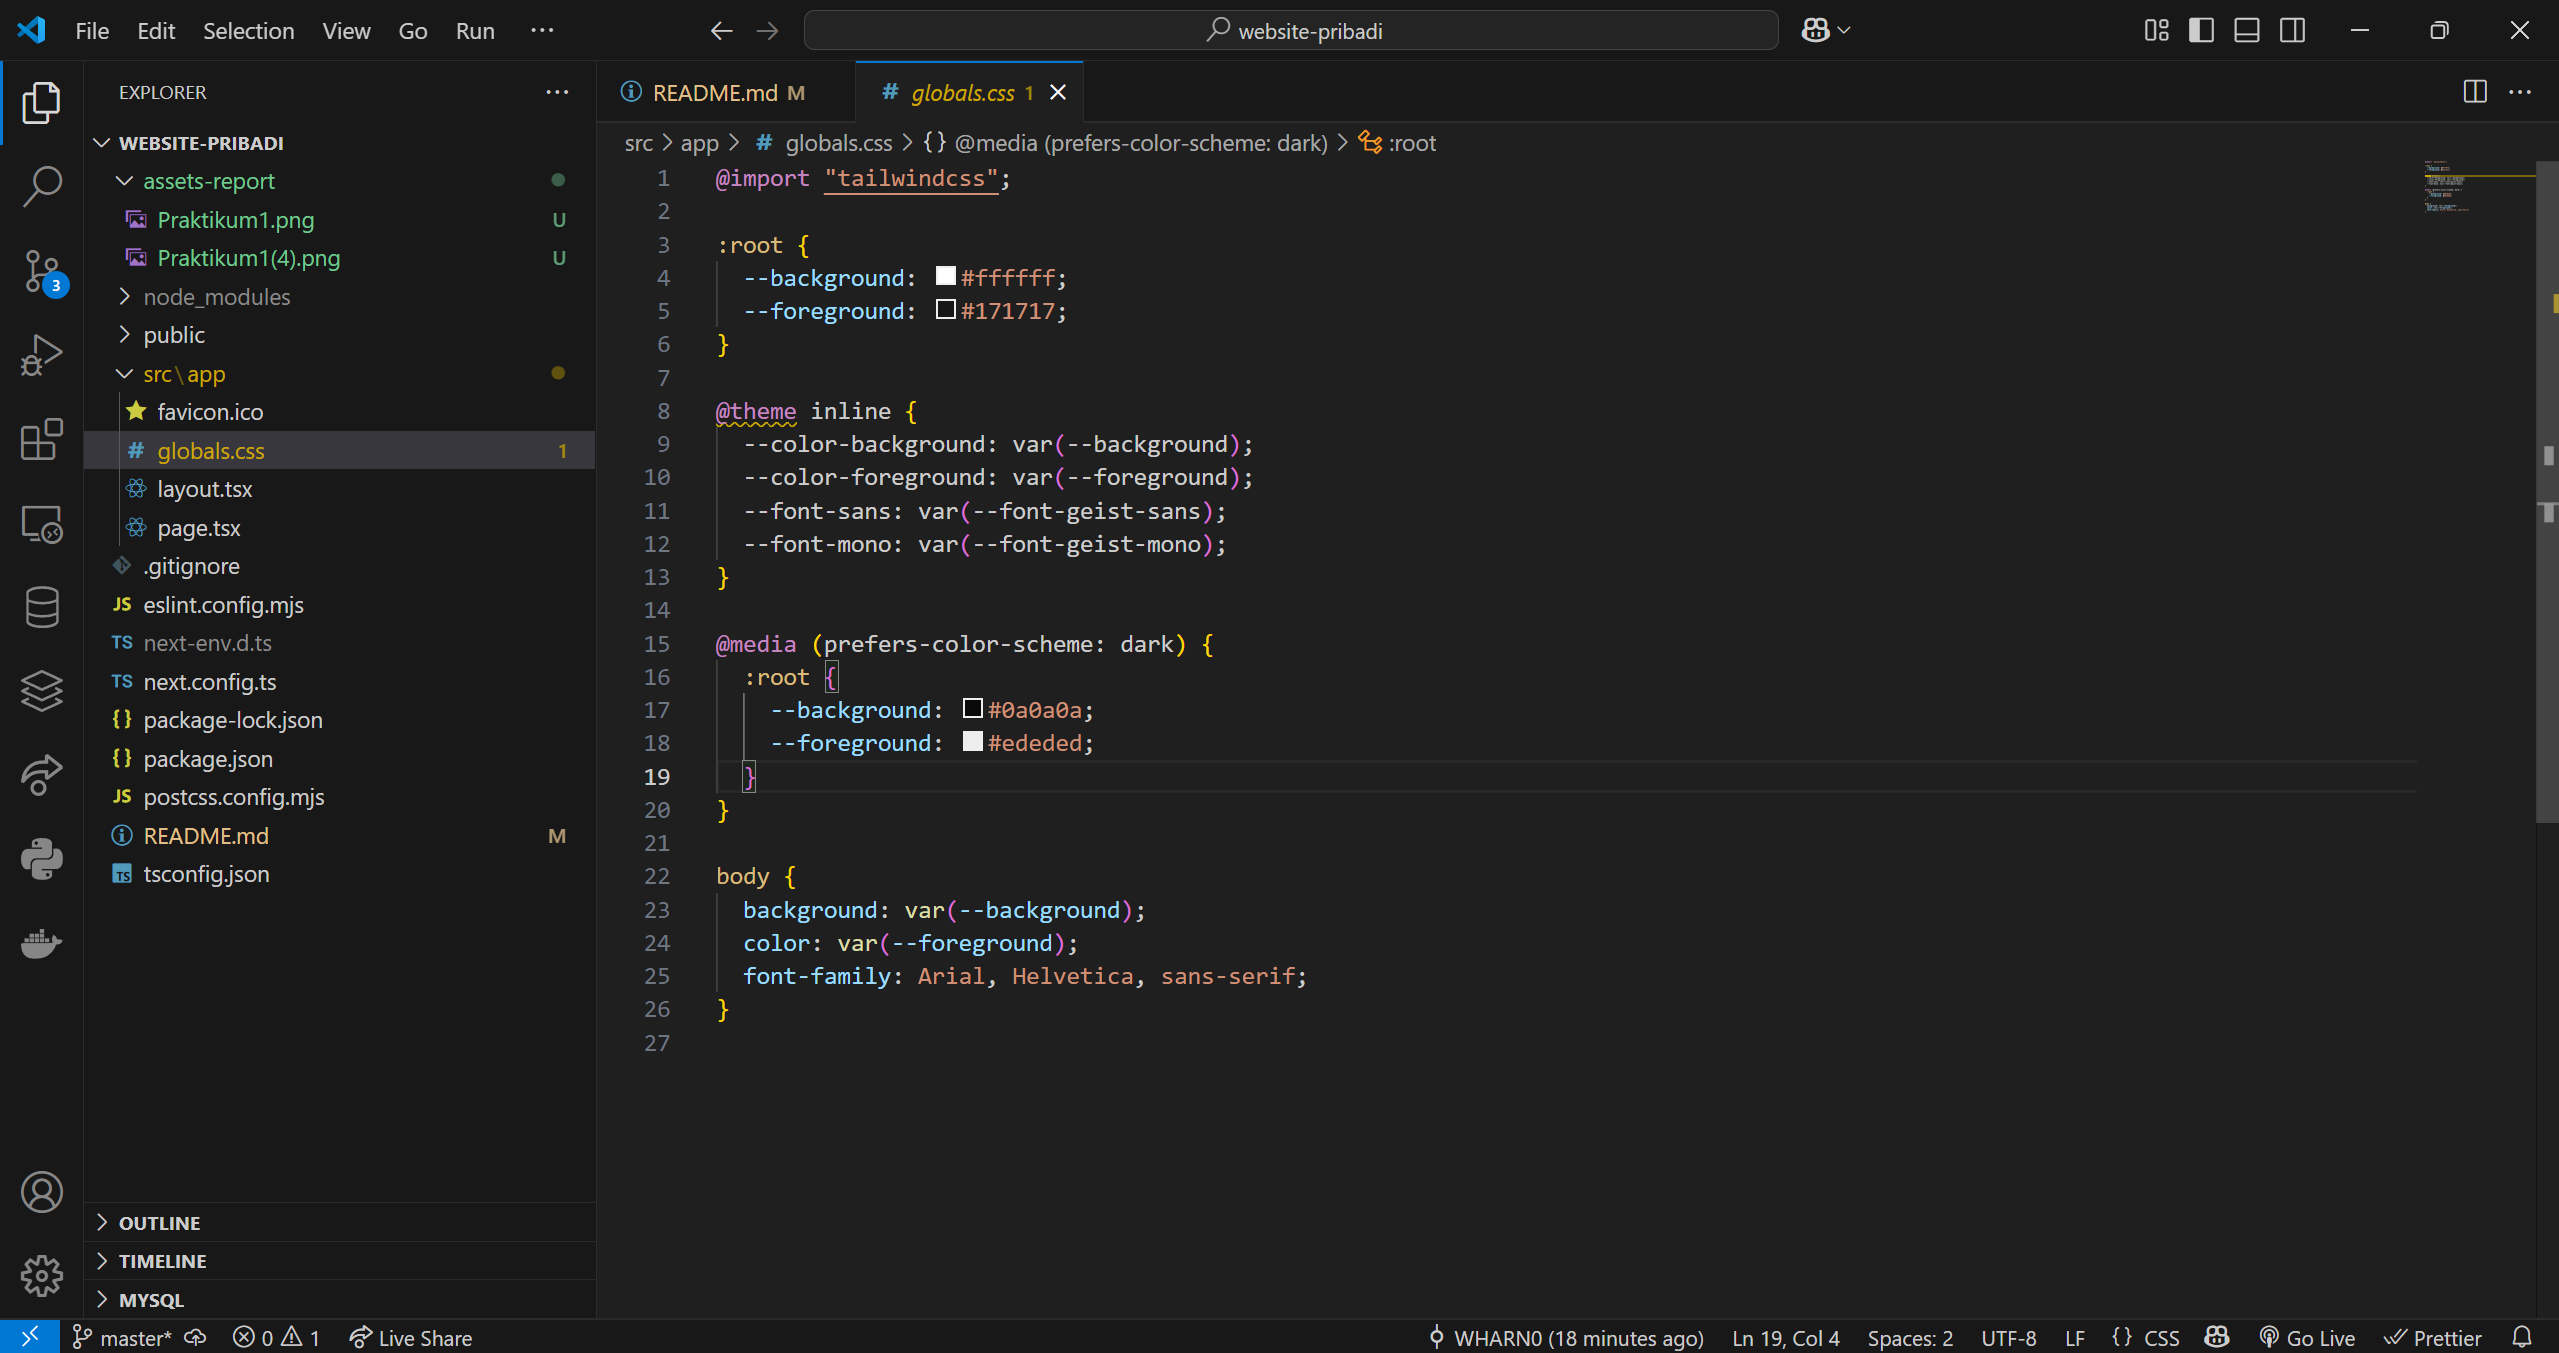 File Edit Selection View Go Run ...
website-pribadi
EXPLORER
WEBSITE-PRIBADI
assets-report
Praktikum1.png U
Praktikum1(4).png U
node_modules
public
src\app
favicon.ico
# globals.css 1
layout.tsx
page.tsx
.gitignore
JS eslint.config.mjs
TS next-env.d.ts
TS next.config.ts
{} package-lock.json
{} package.json
JS postcss.config.mjs
README.md M
TS tsconfig.json
OUTLINE
TIMELINE
MYSQL
3
README.md M
# globals.css 1
src > app > # globals.css > {} @media (prefers-color-scheme: dark) > :root
1 @import "tailwindcss";
2
3 :root {
4 --background: #ffffff;
5 --foreground: #171717;
6 }
7
8 @theme inline {
9 --color-background: var(--background);
10 --color-foreground: var(--foreground);
11 --font-sans: var(--font-geist-sans);
12 --font-mono: var(--font-geist-mono);
13 }
14
15 @media (prefers-color-scheme: dark) {
16 :root {
17 --background: #0a0a0a;
18 --foreground: #ededed;
19 }
20 }
21
22 body {
23 background: var(--background);
24 color: var(--foreground);
25 font-family: Arial, Helvetica, sans-serif;
26 }
27
master* 0 1 Live Share
WHARN0 (18 minutes ago) Ln 19, Col 4 Spaces: 2 UTF-8 LF {} CSS Go Live Prettier